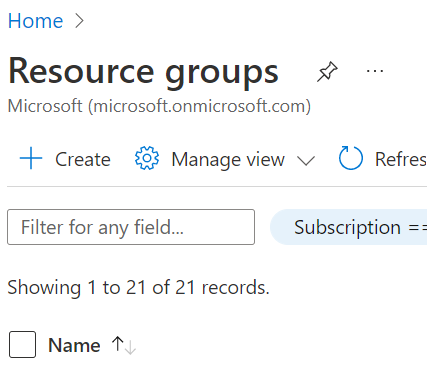 Home
Resource groups ...
Microsoft (microsoft.onmicrosoft.com)
Create Manage view Refres
Filter for any field... Subscription ==
Showing 1 to 21 of 21 records.
Name